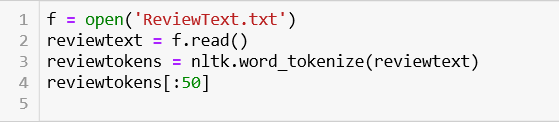 1 f = open('ReviewText.txt')
2 reviewtext = f.read()
3 reviewtokens = nltk.word_tokenize(reviewtext)
4 reviewtokens[:50]
5